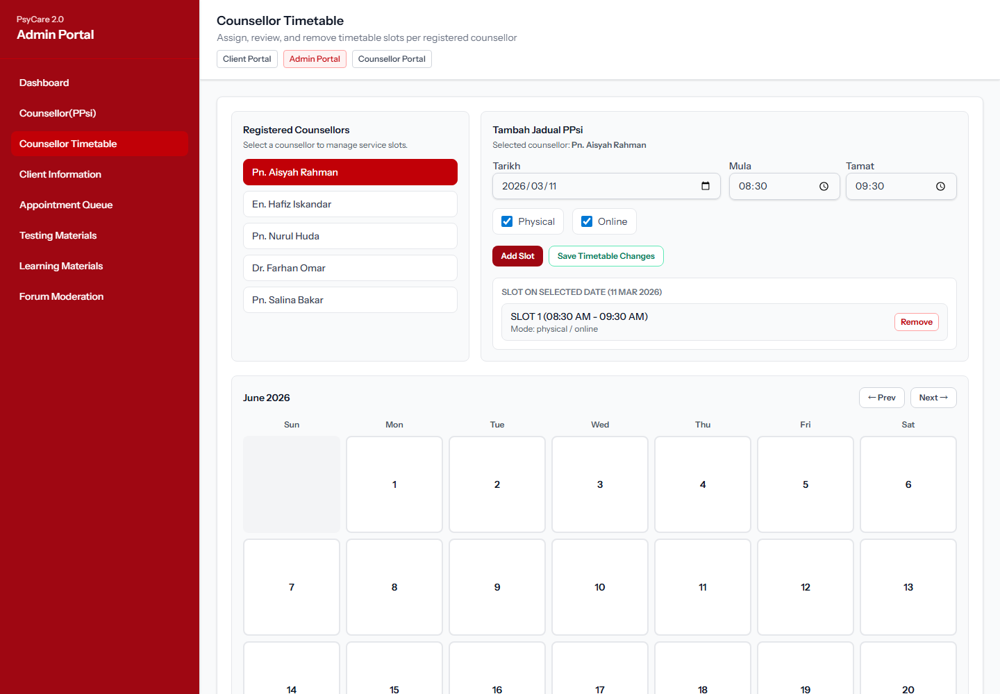 PsyCare 2.0
Admin Portal
Dashboard
Counsellor(PPsi)
Counsellor Timetable
Client Information
Appointment Queue
Testing Materials
Learning Materials
Forum Moderation
Counsellor Timetable
Assign, review, and remove timetable slots per registered counsellor
Client Portal Admin Portal Counsellor Portal
Registered Counsellors
Select a counsellor to manage service slots.
Pn. Aisyah Rahman
En. Hafiz Iskandar
Pn. Nurul Huda
Dr. Farhan Omar
Pn. Salina Bakar
Tambah Jadual PPsi
Selected counsellor: Pn. Aisyah Rahman
Tarikh Mula Tamat
2026/03/11 08:30 09:30
Physical Online
Add Slot Save Timetable Changes
SLOT ON SELECTED DATE (11 MAR 2026)
SLOT 1 (08:30 AM - 09:30 AM)
Mode: physical / online
Remove
June 2026
← Prev Next →
Sun Mon Tue Wed Thu Fri Sat
1 2 3 4 5 6
7 8 9 10 11 12 13
14 15 16 17 18 19 20